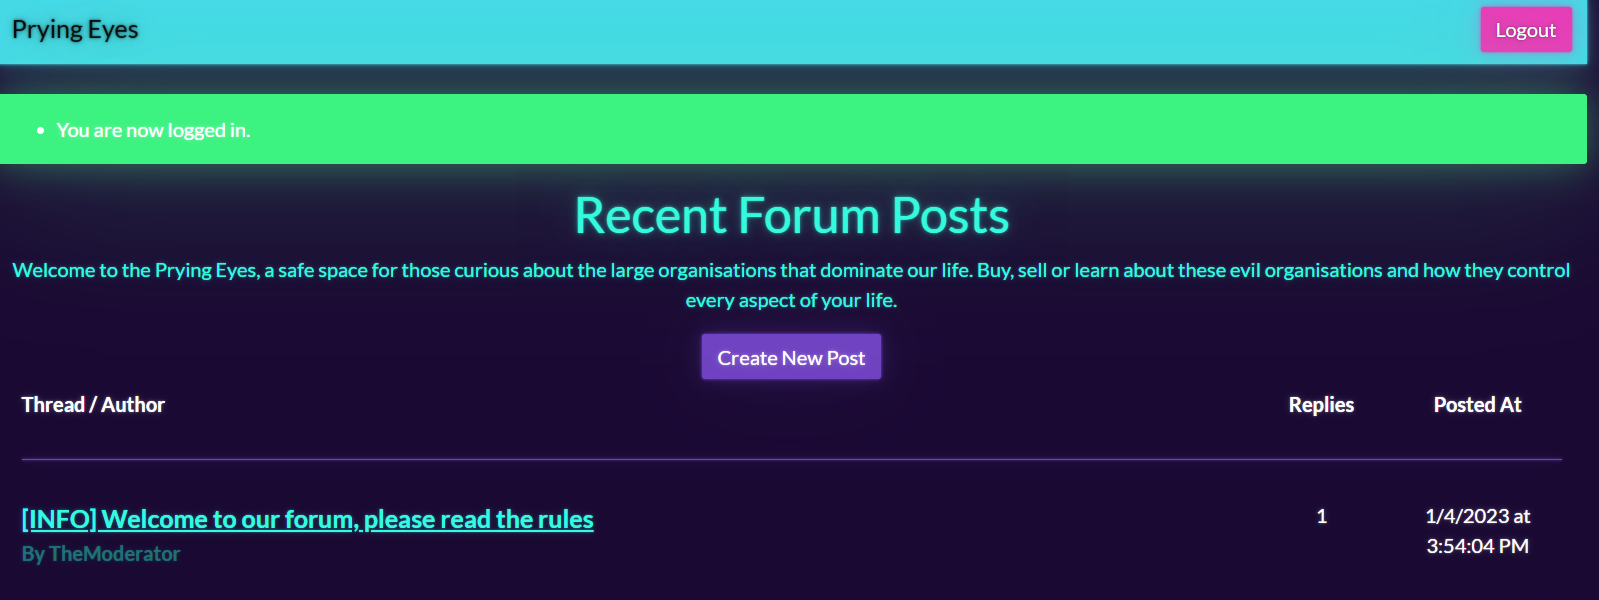 Prying Eyes
Logout
You are now logged in.
Recent Forum Posts
Welcome to the Prying Eyes, a safe space for those curious about the large organisations that dominate our life. Buy, sell or learn about these evil organisations and how they control
every aspect of your life.
Create New Post
Thread / Author
Replies
Posted At
[INFO] Welcome to our forum, please read the rules
1
1/4/2023 at
By TheModerator
3:54:04 PM